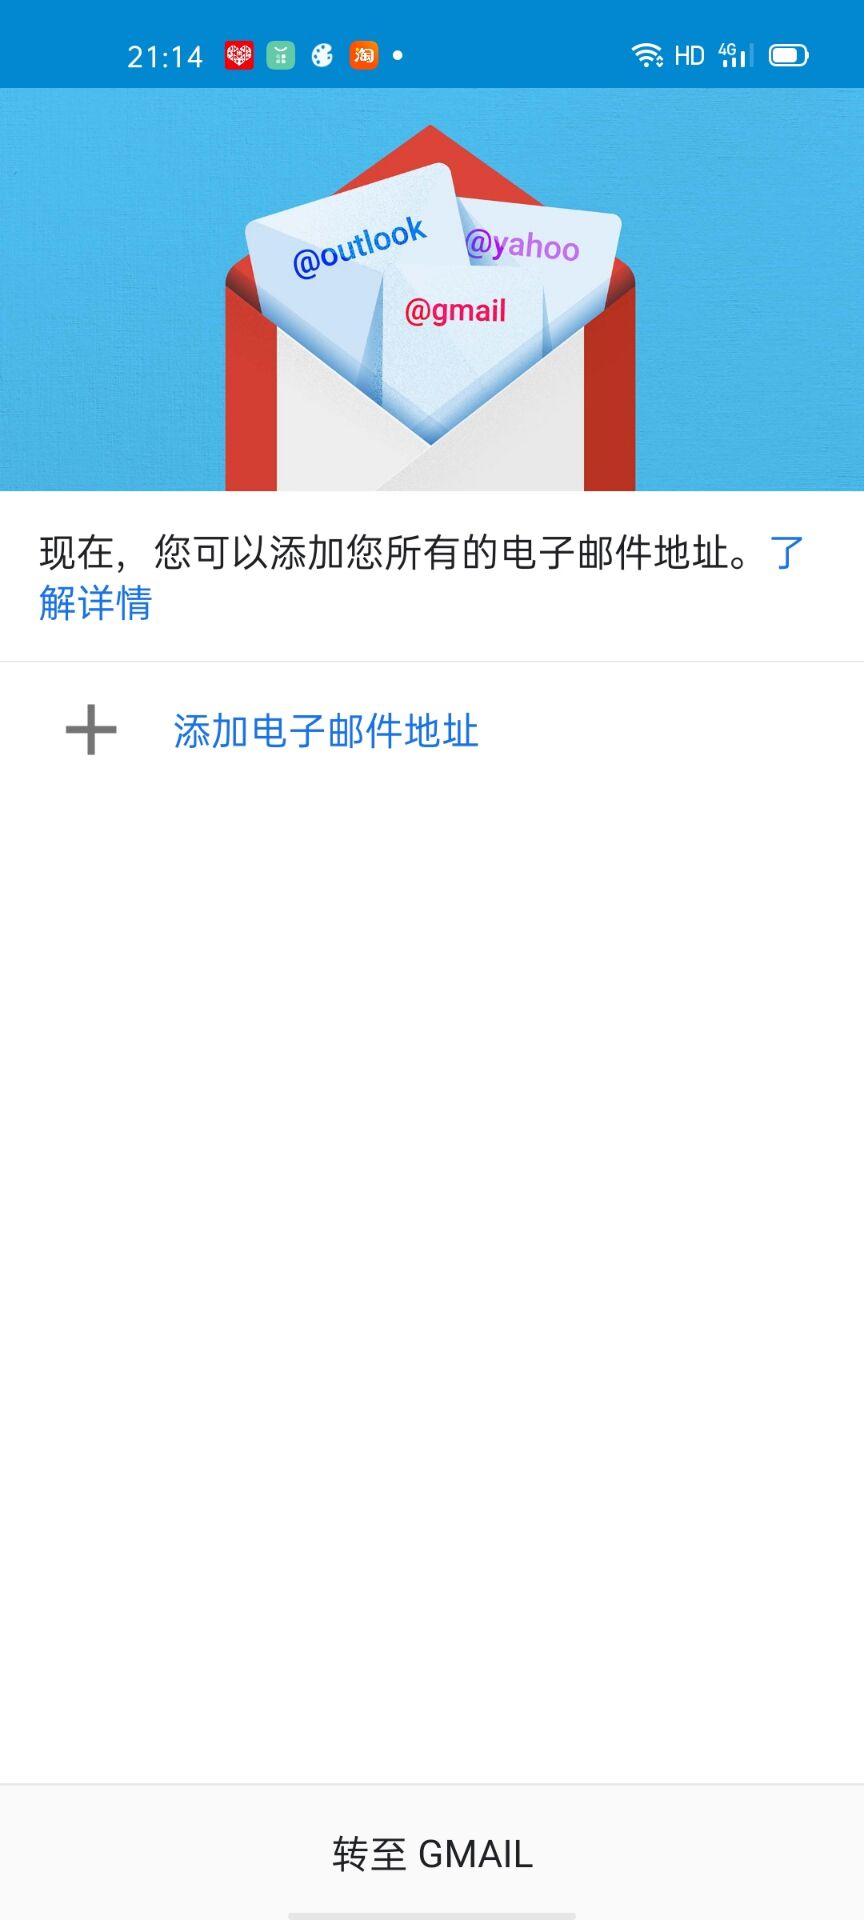 21:14 淘 HD 4G
@outlook
@yahoo
@gmail
现在，您可以添加您所有的电子邮件地址。了
解详情
添加电子邮件地址
转至 GMAIL